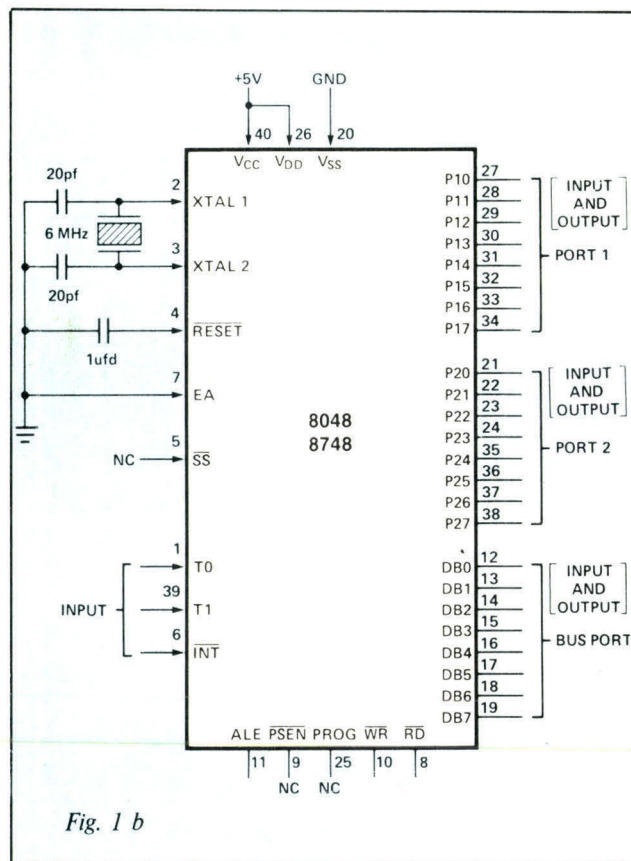 +5V GND
40 26 20
VCC VDD VSS
20pf
2 XTAL 1
6 MHz
3 XTAL 2
20pf
4 RESET
1ufd
7 EA
8048
8748
NC 5 SS
1 T0
INPUT 39 T1
6 INT
P10 27
P11 28
P12 29
P13 30
P14 31
P15 32
P16 33
P17 34
INPUT
AND
OUTPUT
PORT 1
P20 21
P21 22
P22 23
P23 24
P24 35
P25 36
P26 37
P27 38
INPUT
AND
OUTPUT
PORT 2
DB0 12
DB1 13
DB2 14
DB3 15
DB4 16
DB5 17
DB6 18
DB7 19
INPUT
AND
OUTPUT
BUS PORT
ALE PSEN PROG WR RD
11 9 25 10 8
NC NC
Fig. 1 b